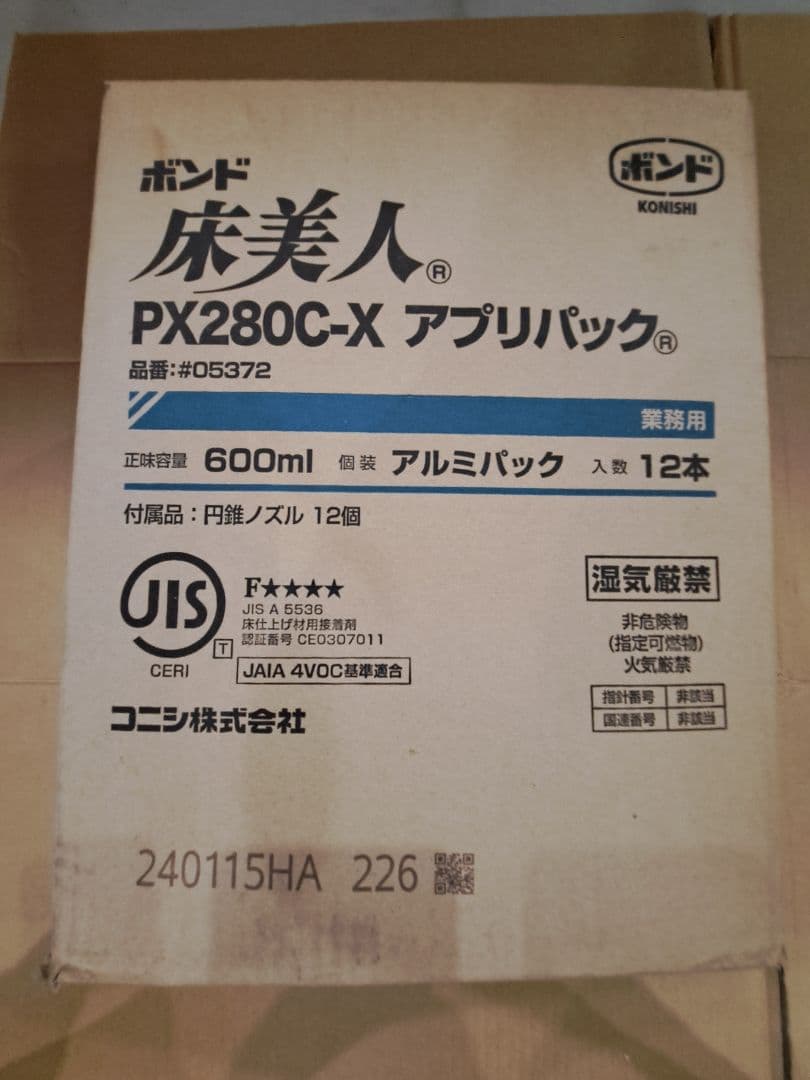 ボンド
ボンド
KONISHI
床美人®
PX280C-X アプリパック®
品番:#05372
業務用
正味容量 600ml 個装 アルミパック 入数 12本
付属品：円錐ノズル 12個
JIS
T
CERI
F★★★★
JIS A 5536
床仕上げ材用接着剤
認証番号 CE0307011
JAIA 4VOC基準適合
湿気厳禁
非危険物
(指定可燃物)
火気厳禁
指針番号 非該当
国連番号 非該当
コニシ株式会社
240115HA 226